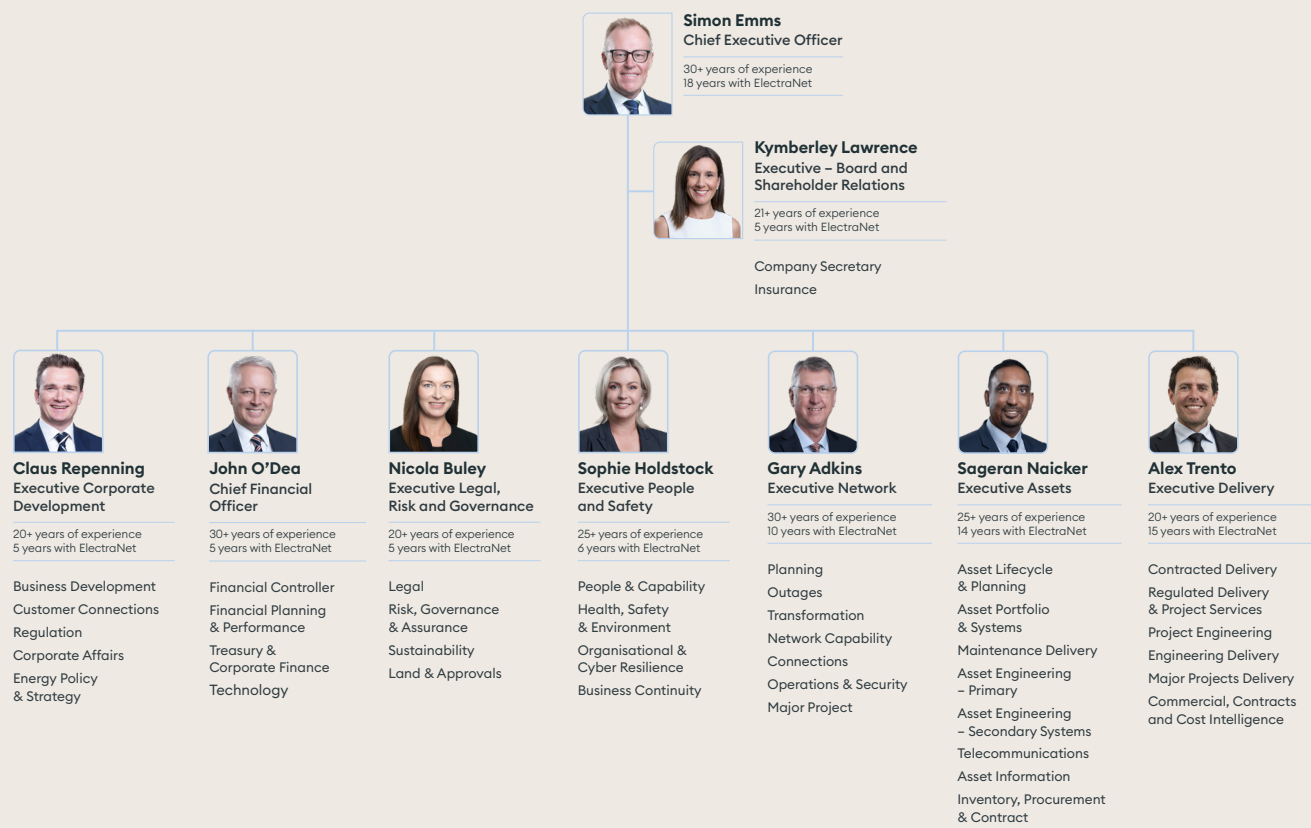 Simon Emms
Chief Executive Officer
30+ years of experience
18 years with ElectraNet
Kymberley Lawrence
Executive – Board and
Shareholder Relations
21+ years of experience
5 years with ElectraNet
Company Secretary
Insurance
Claus Repenning
Executive Corporate
Development
20+ years of experience
5 years with ElectraNet
Business Development
Customer Connections
Regulation
Corporate Affairs
Energy Policy
& Strategy
John O’Dea
Chief Financial
Officer
30+ years of experience
5 years with ElectraNet
Financial Controller
Financial Planning
& Performance
Treasury &
Corporate Finance
Technology
Nicola Buley
Executive Legal,
Risk and Governance
20+ years of experience
5 years with ElectraNet
Legal
Risk, Governance
& Assurance
Sustainability
Land & Approvals
Sophie Holdstock
Executive People
and Safety
25+ years of experience
6 years with ElectraNet
People & Capability
Health, Safety
& Environment
Organisational &
Cyber Resilience
Business Continuity
Gary Adkins
Executive Network
30+ years of experience
10 years with ElectraNet
Planning
Outages
Transformation
Network Capability
Connections
Operations & Security
Major Project
Sageran Naicker
Executive Assets
25+ years of experience
14 years with ElectraNet
Asset Lifecycle
& Planning
Asset Portfolio
& Systems
Maintenance Delivery
Asset Engineering
– Primary
Asset Engineering
– Secondary Systems
Telecommunications
Asset Information
Inventory, Procurement
& Contract
Alex Trento
Executive Delivery
20+ years of experience
15 years with ElectraNet
Contracted Delivery
Regulated Delivery
& Project Services
Project Engineering
Engineering Delivery
Major Projects Delivery
Commercial, Contracts
and Cost Intelligence